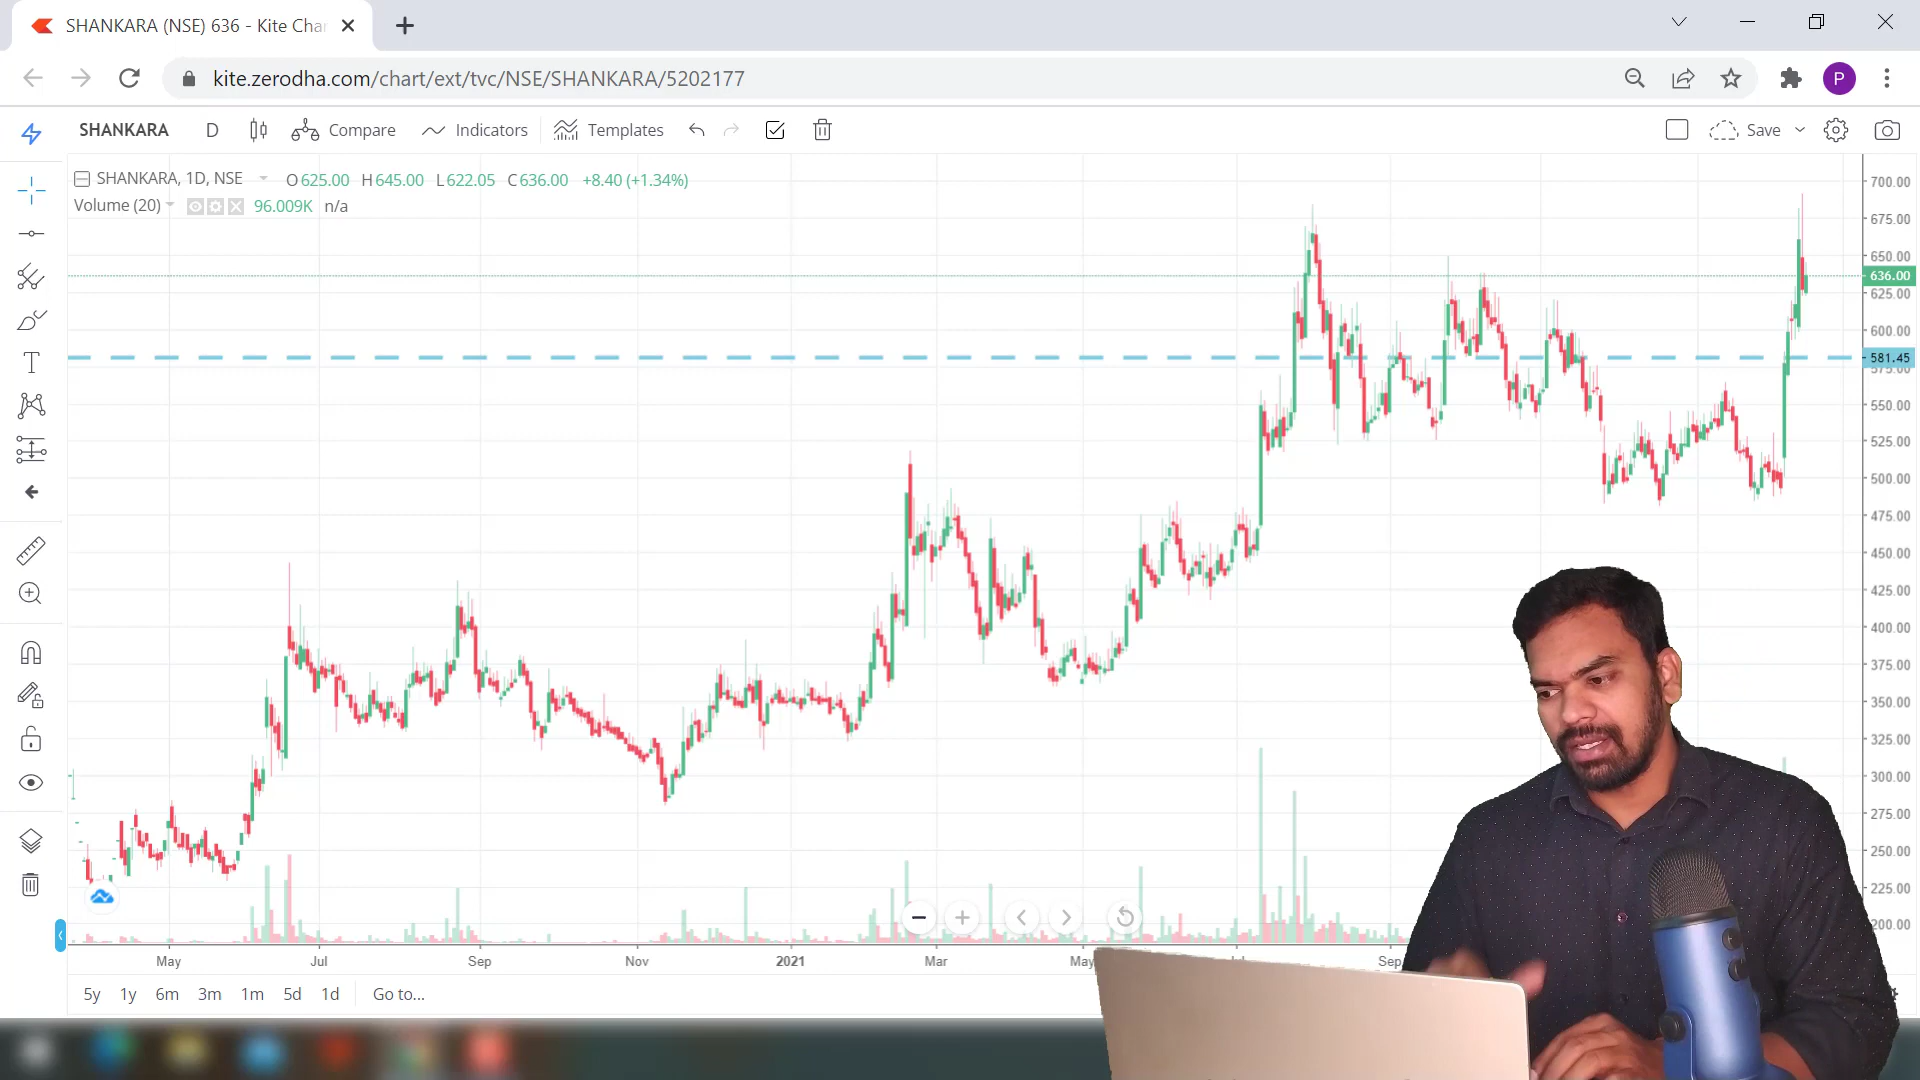 SHANKARA (NSE) 636 - Kite Cha
P
kite.zerodha.com/chart/ext/tvc/NSE/SHANKARA/5202177
SHANKARA D Compare Indicators Templates Save
SHANKARA, 1D, NSE O625.00 H645.00 L622.05 C636.00 +8.40 (+1.34%)
Volume (20) 96.009K n/a
T
700.00
675.00
650.00
636.00
625.00
600.00
581.45
575.00
550.00
525.00
500.00
475.00
450.00
425.00
400.00
375.00
350.00
325.00
300.00
275.00
250.00
225.00
200.00
May Jul Sep Nov 2021 Mar May Sep
5y 1y 6m 3m 1m 5d 1d Go to...